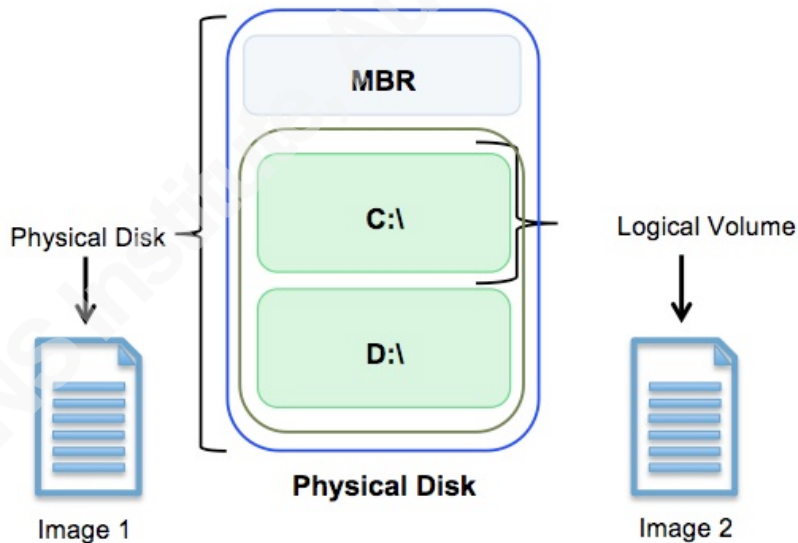 MBR
C:\
Physical Disk
Logical Volume
D:\
Physical Disk
Image 1
Image 2